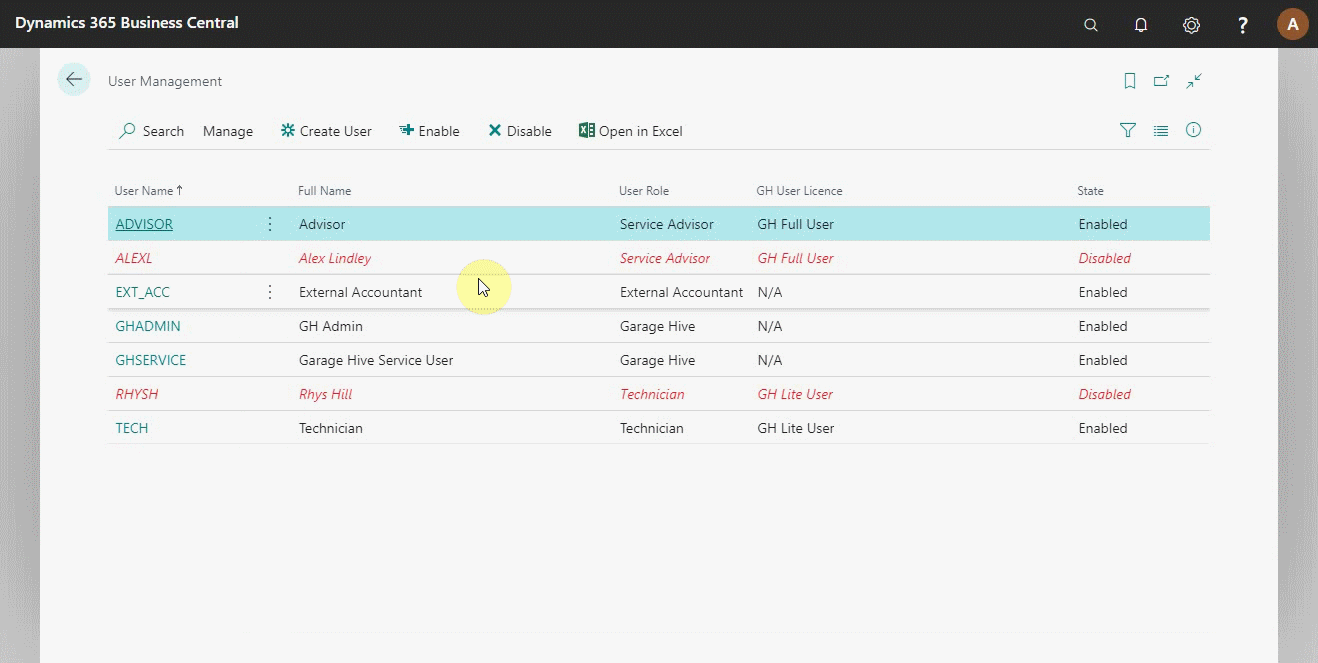 Dynamics 365 Business Central
? A
User Management
Search Manage Create User Enable Disable Open in Excel
User Name↑ Full Name User Role GH User Licence State
ADVISOR Advisor Service Advisor GH Full User Enabled
ALEXL Alex Lindley Service Advisor GH Full User Disabled
EXT_ACC External Accountant External Accountant N/A Enabled
GHADMIN GH Admin Garage Hive N/A Enabled
GHSERVICE Garage Hive Service User Garage Hive N/A Enabled
RHYSH Rhys Hill Technician GH Lite User Disabled
TECH Technician Technician GH Lite User Enabled